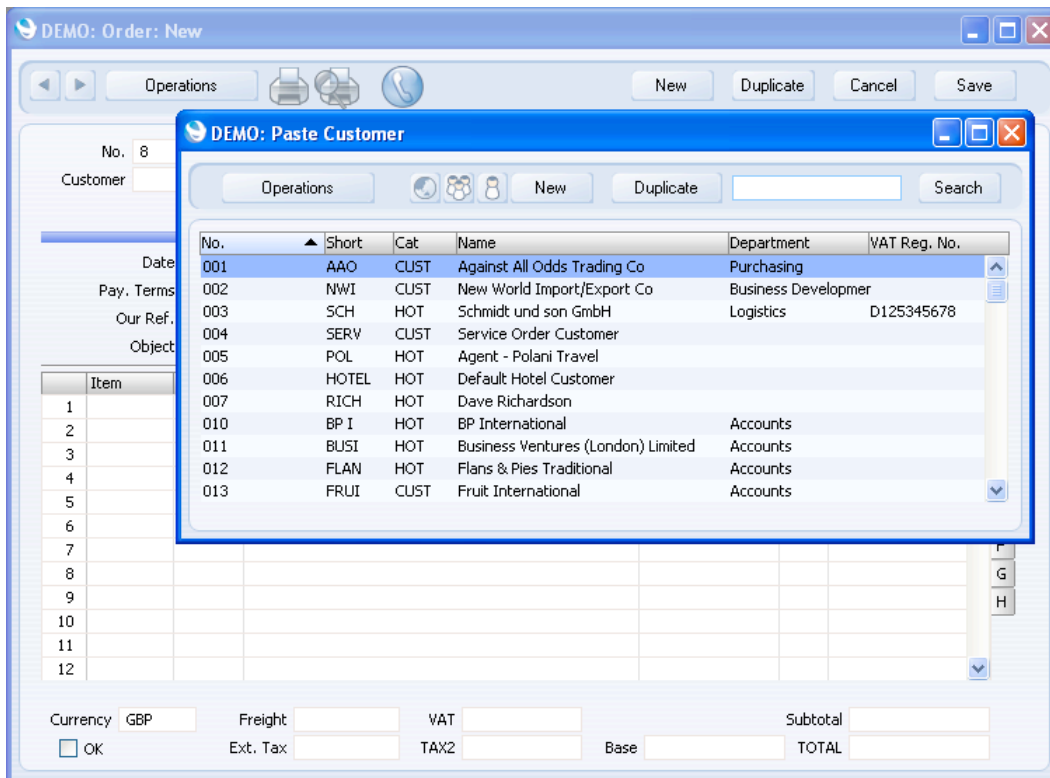 DEMO: Order: New
Operations New Duplicate Cancel Save
No. 8
Customer
DEMO: Paste Customer
Operations New Duplicate Search
No. Short Cat Name Department VAT Reg. No.
001 AAO CUST Against All Odds Trading Co Purchasing
002 NWI CUST New World Import/Export Co Business Developmer
003 SCH HOT Schmidt und son GmbH Logistics D125345678
004 SERV CUST Service Order Customer
005 POL HOT Agent - Polani Travel
006 HOTEL HOT Default Hotel Customer
007 RICH HOT Dave Richardson
010 BP I HOT BP International Accounts
011 BUSI HOT Business Ventures (London) Limited Accounts
012 FLAN HOT Flans & Pies Traditional Accounts
013 FRUI CUST Fruit International Accounts
Date
Pay. Terms
Our Ref.
Object
Item
1
2
3
4
5
6
7
8 G
9 H
10
11
12
Currency GBP Freight VAT Subtotal
OK Ext. Tax TAX2 Base TOTAL